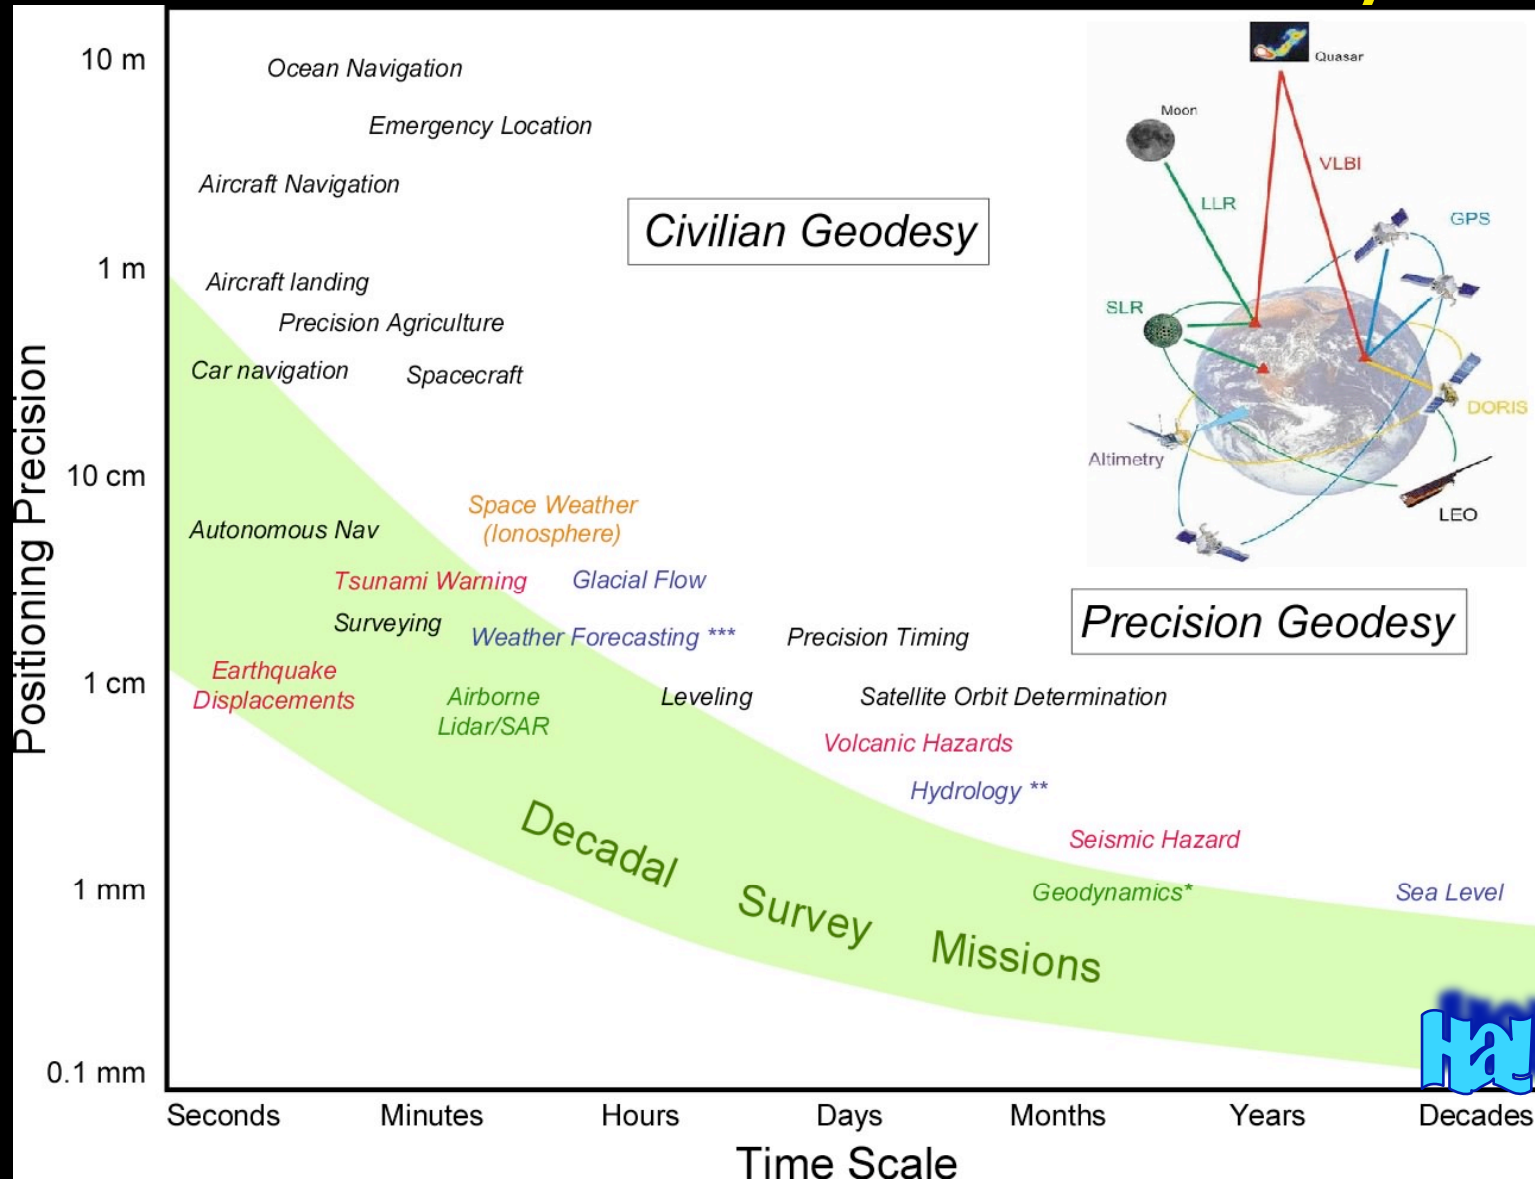 10 m
Ocean Navigation
Emergency Location
Aircraft Navigation
Civilian Geodesy
1 m
Aircraft landing
Precision Agriculture
Car navigation
Spacecraft
Positioning Precision
10 cm
Autonomous Nav
Space Weather
(Ionosphere)
Tsunami Warning
Glacial Flow
Surveying
Weather Forecasting ***
Precision Timing
Precision Geodesy
Earthquake
Displacements
1 cm
Airborne
Lidar/SAR
Leveling
Satellite Orbit Determination
Volcanic Hazards
Hydrology **
Seismic Hazard
Decadal Survey Missions
1 mm
Geodynamics*
Sea Level
0.1 mm
Seconds
Minutes
Hours
Days
Months
Years
Decades
Time Scale
Quasar
Moon
VLBI
LLR
GPS
SLR
DORIS
Altimetry
LEO